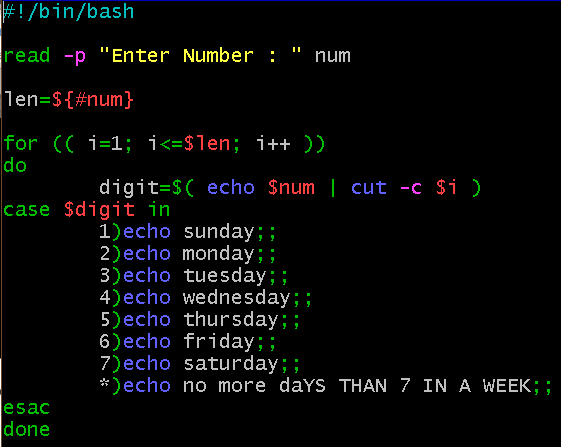 #!/bin/bash
read -p "Enter Number : " num
len=${#num}
for (( i=1; i<=$len; i++ ))
do
digit=$( echo $num | cut -c $i )
case $digit in
1)echo sunday;;
2)echo monday;;
3)echo tuesday;;
4)echo wednesday;;
5)echo thursday;;
6)echo friday;;
7)echo saturday;;
*)echo no more daYS THAN 7 IN A WEEK;;
esac
done